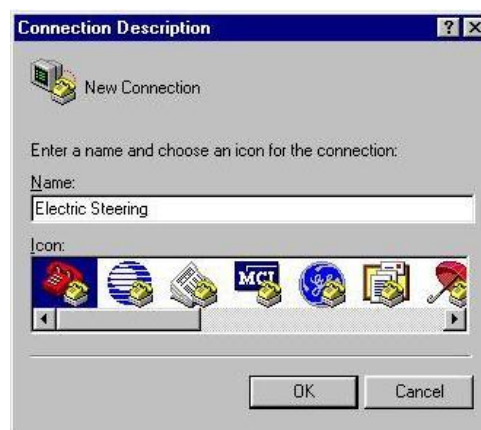 Connection Description
New Connection
Enter a name and choose an icon for the connection:
Name:
Electric Steering
Icon:
MCI
OK Cancel